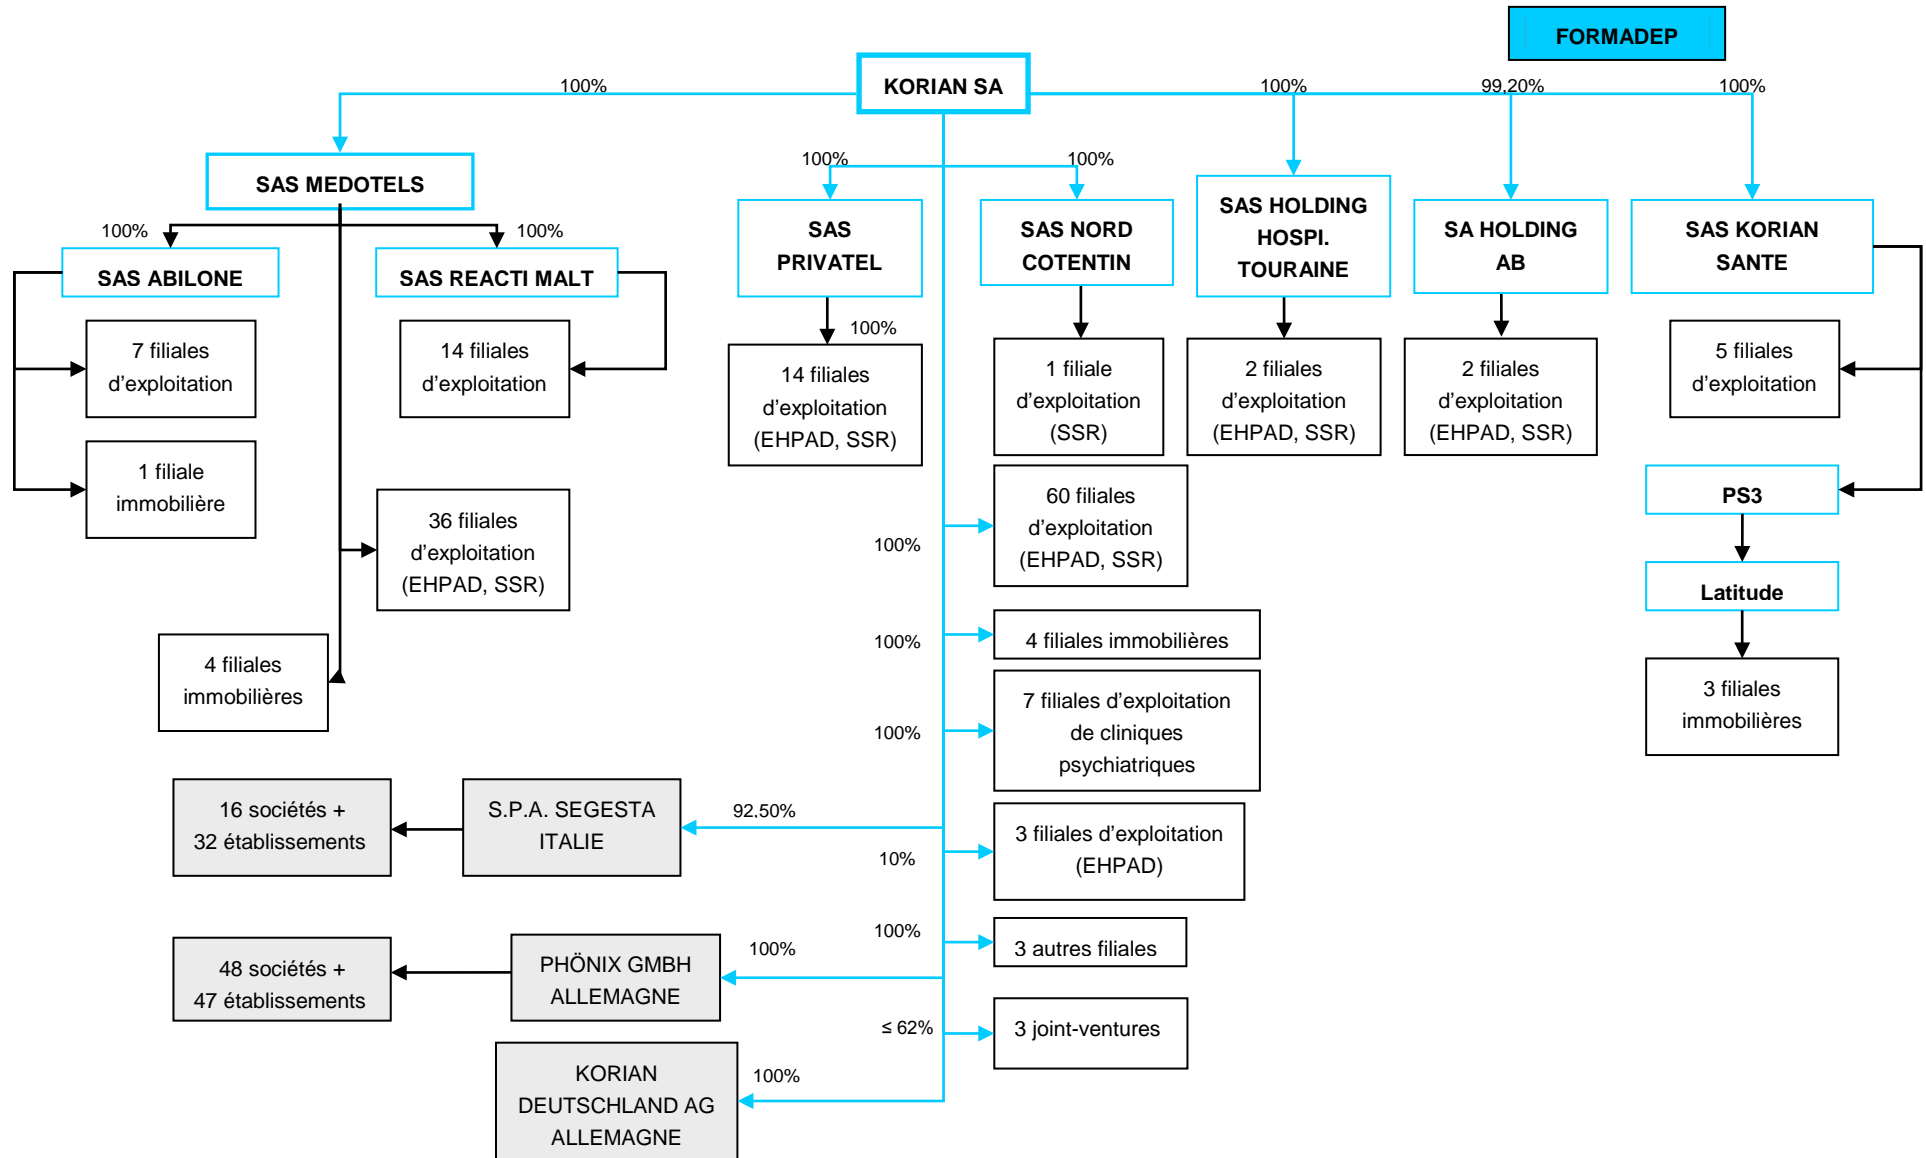 FORMADEP
KORIAN SA
100%
100%
99,20%
100%
SAS MEDOTELS
100%
100%
SAS ABILONE
SAS REACTI MALT
7 filiales
d'exploitation
14 filiales
d'exploitation
1 filiale
immobilière
36 filiales
d'exploitation
(EHPAD, SSR)
4 filiales
immobilières
100%
100%
SAS
PRIVATEL
100%
14 filiales
d'exploitation
(EHPAD, SSR)
SAS NORD
COTENTIN
1 filiale
d'exploitation
(SSR)
SAS HOLDING
HOSPI.
TOURAINE
2 filiales
d'exploitation
(EHPAD, SSR)
SA HOLDING
AB
2 filiales
d'exploitation
(EHPAD, SSR)
SAS KORIAN
SANTE
5 filiales
d'exploitation
PS3
Latitude
3 filiales
immobilières
100%
60 filiales
d'exploitation
(EHPAD, SSR)
100%
4 filiales immobilières
100%
7 filiales d'exploitation
de cliniques
psychiatriques
16 sociétés +
32 établissements
S.P.A. SEGESTA
ITALIE
92,50%
10%
3 filiales d'exploitation
(EHPAD)
100%
3 autres filiales
48 sociétés +
47 établissements
PHÖNIX GMBH
ALLEMAGNE
100%
≤ 62%
3 joint-ventures
KORIAN
DEUTSCHLAND AG
ALLEMAGNE
100%